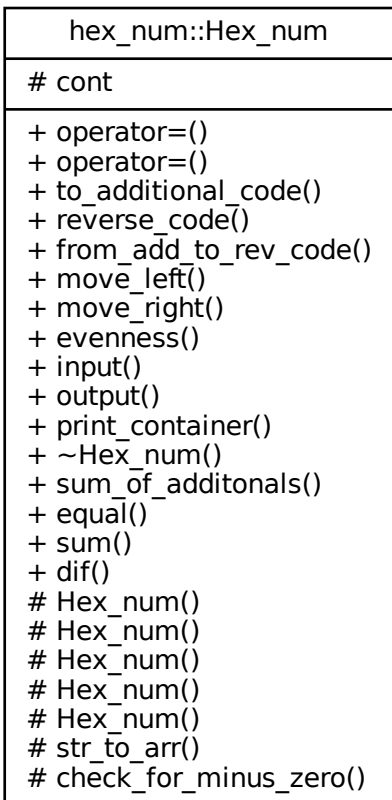 hex_num::Hex_num
# cont
+ operator=()
+ operator=()
+ to_additional_code()
+ reverse_code()
+ from_add_to_rev_code()
+ move_left()
+ move_right()
+ evenness()
+ input()
+ output()
+ print_container()
+ ~Hex_num()
+ sum_of_additonals()
+ equal()
+ sum()
+ dif()
# Hex_num()
# Hex_num()
# Hex_num()
# Hex_num()
# Hex_num()
# str_to_arr()
# check_for_minus_zero()